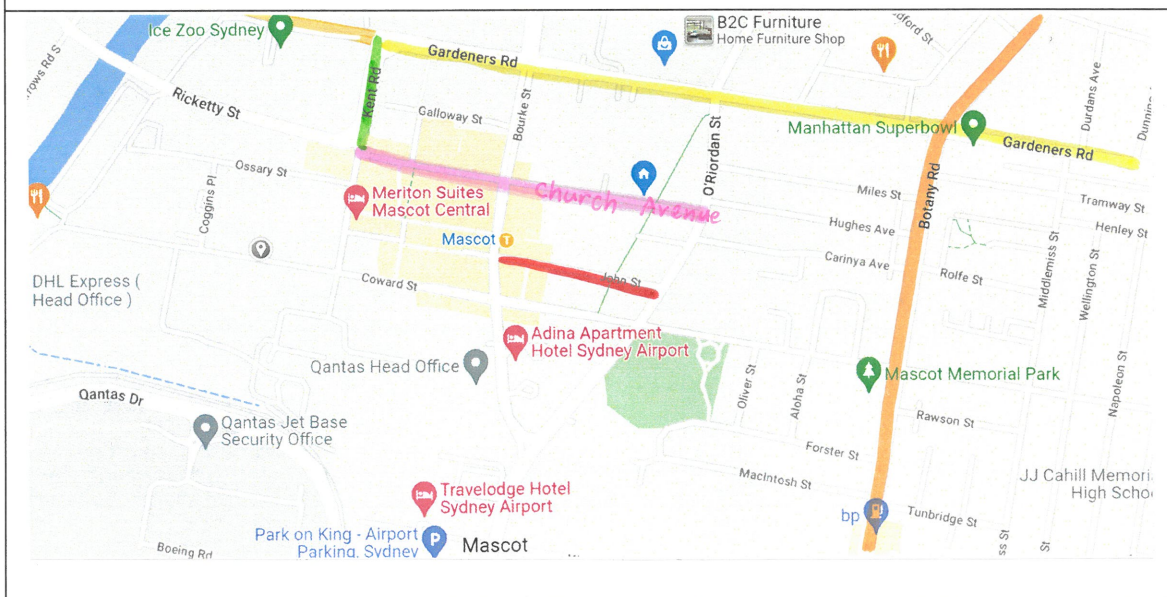 B2C Furniture
Home Furniture Shop
Ice Zoo Sydney
Gardeners Rd
Kent Rd
Ricketty St
Galloway St
Bourke St
O'Riordan St
Manhattan Superbowl
Gardeners Rd
Durdans Ave
Botany Rd
Ossary St
Coggins Pl
Meriton Suites
Mascot Central
Church Avenue
Miles St
Tramway St
Hughes Ave
Henley St
Mascot
T
Carinya Ave
Rolfe St
Middlemiss St
Wellington St
DHL Express (
Head Office )
Coward St
John St
Adina Apartment
Hotel Sydney Airport
Qantas Head Office
Mascot Memorial Park
Oliver St
Aloha St
Napoleon St
Qantas Dr
Qantas Jet Base
Security Office
Rawson St
Forster St
MacIntosh St
JJ Cahill Memori
High Schoo
Travelodge Hotel
Sydney Airport
bp
Tunbridge St
Park on King - Airport
Parking, Sydney
P
Mascot
Boeing Rd
ss St
St